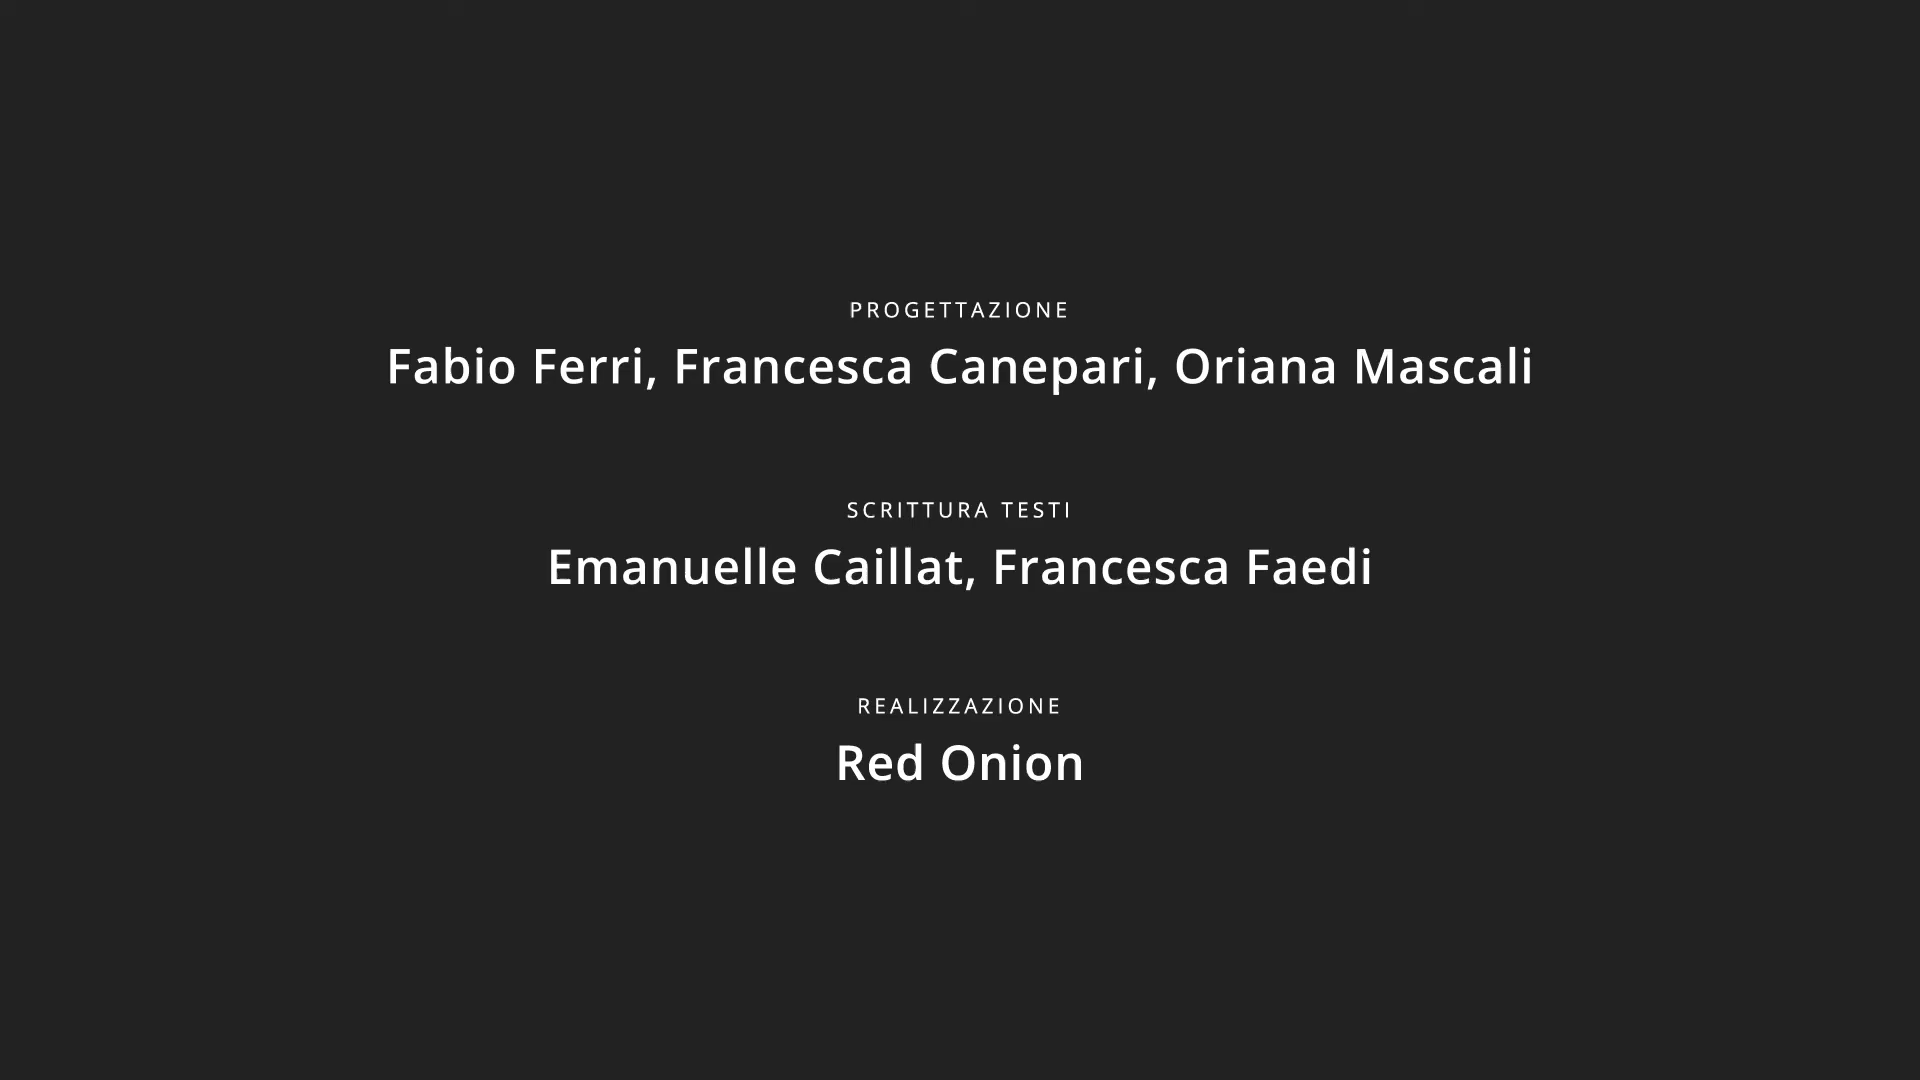 PROGETTAZIONE
Fabio Ferri, Francesca Canepari, Oriana Mascali
SCRITTURA TESTI
Emanuelle Caillat, Francesca Faedi
REALIZZAZIONE
Red Onion